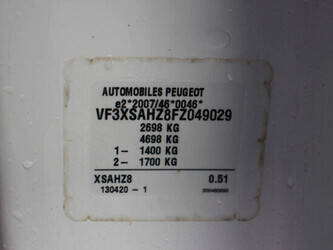 AUTOMOBILES PEUGEOT
e2*2007/46*0046*
VF3XSAHZ8FZ049029
2698 KG
4698 KG
1- 1400 KG
2- 1700 KG
XSAHZ8 0.51
130420 - 1